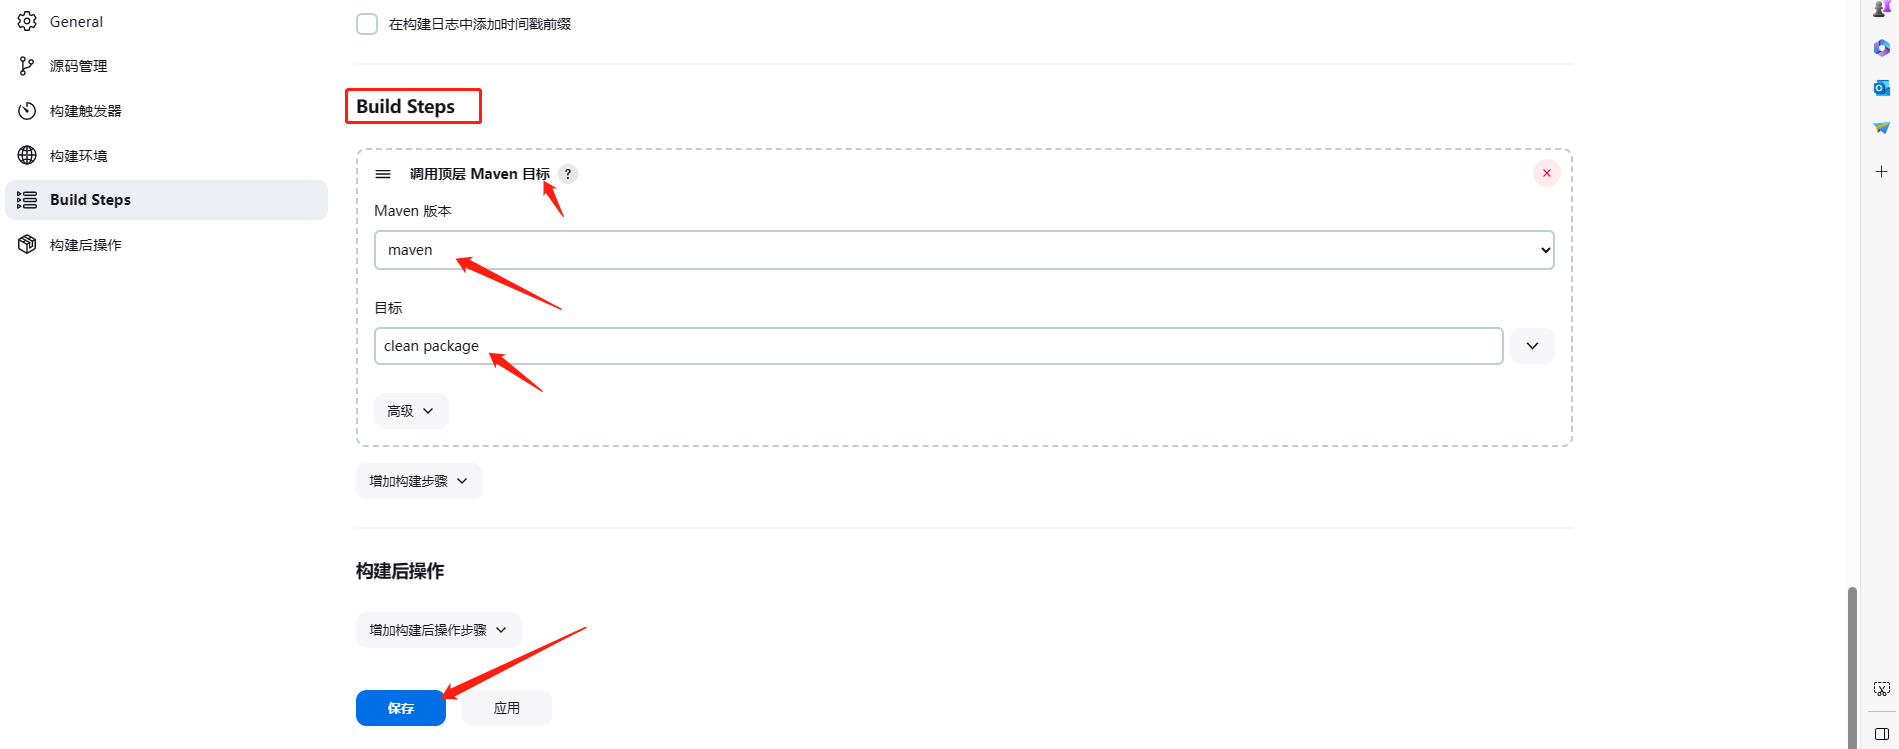 General
源码管理
构建触发器
构建环境
Build Steps
构建后操作
在构建日志中添加时间戳前缀
Build Steps
调用顶层 Maven 目标 ?
Maven 版本
maven
目标
clean package
高级
增加构建步骤
构建后操作
增加构建后操作步骤
保存
应用